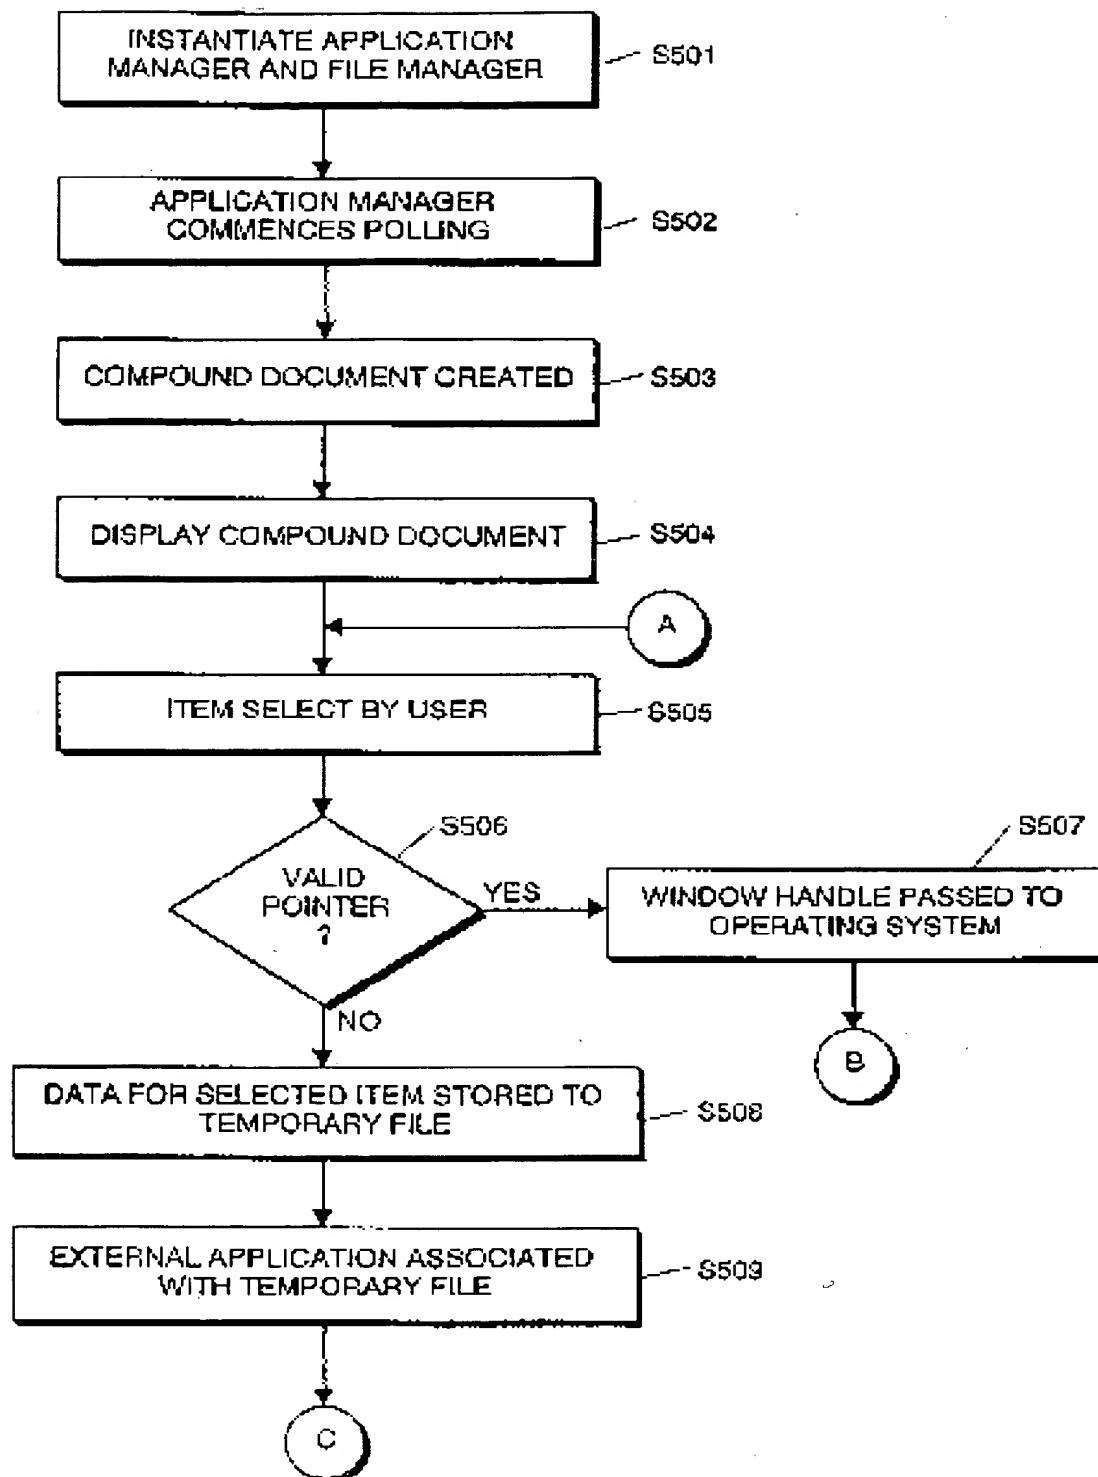 INSTANTIATE APPLICATION
MANAGER AND FILE MANAGER
S501
APPLICATION MANAGER
COMMENCES POLLING
S502
COMPOUND DOCUMENT CREATED
S503
DISPLAY COMPOUND DOCUMENT
S504
A
ITEM SELECT BY USER
S505
S506
VALID
POINTER
?
YES
NO
S507
WINDOW HANDLE PASSED TO
OPERATING SYSTEM
B
DATA FOR SELECTED ITEM STORED TO
TEMPORARY FILE
S508
EXTERNAL APPLICATION ASSOCIATED
WITH TEMPORARY FILE
S509
C